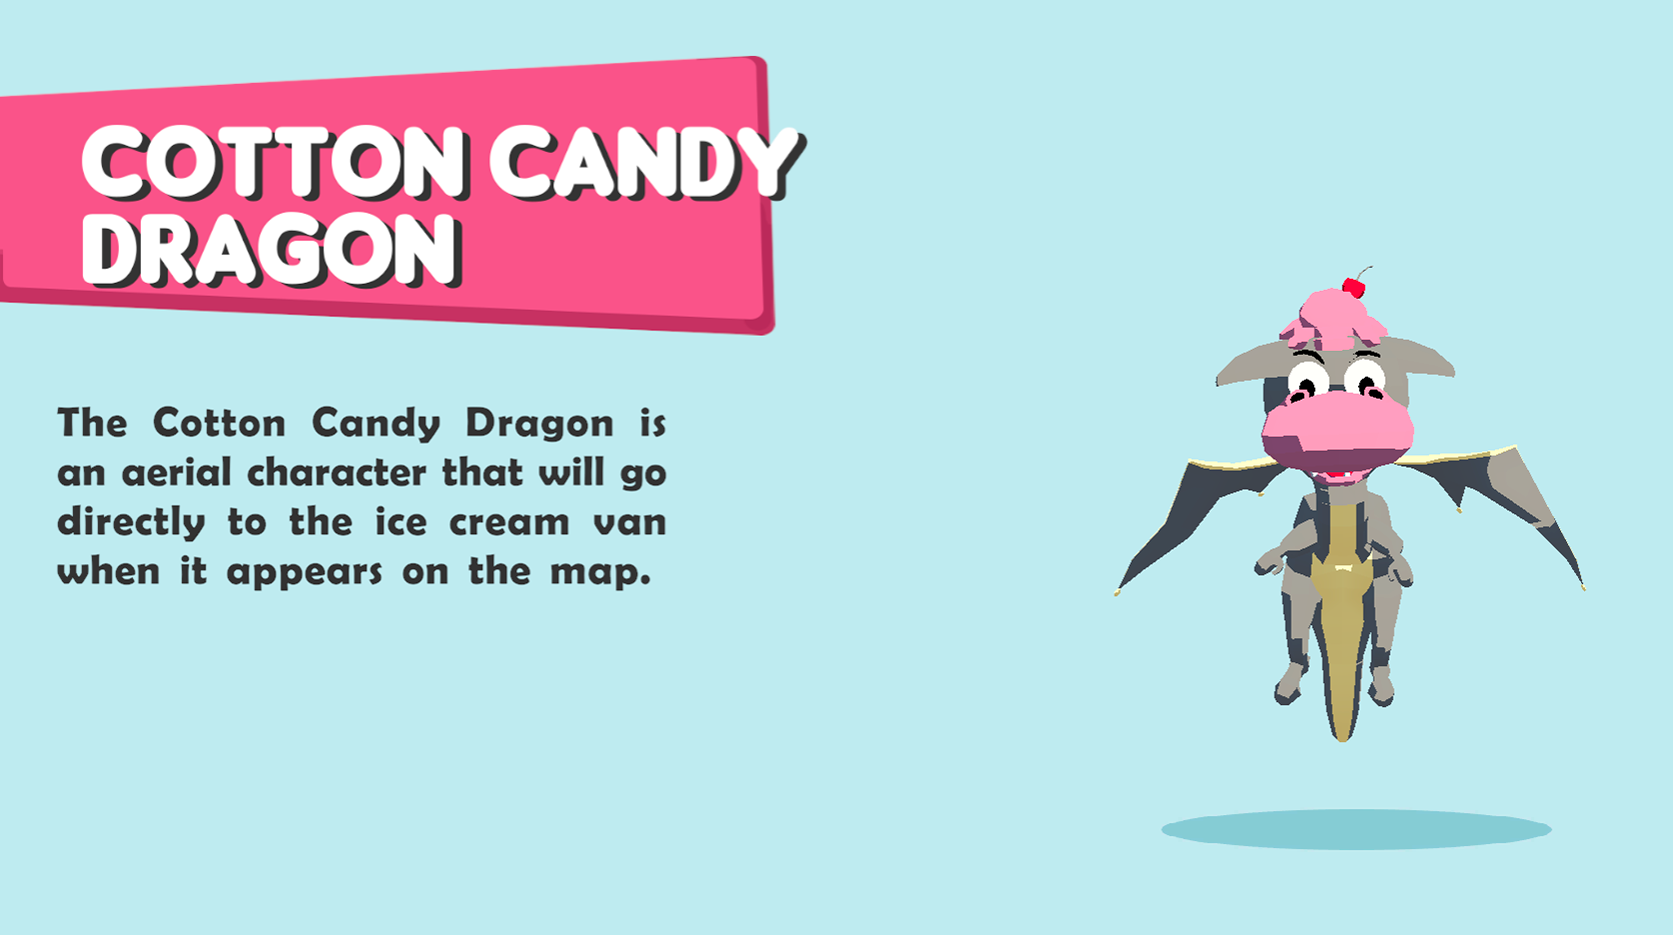 COTTON CANDY
DRAGON
The Cotton Candy Dragon is
an aerial character that will go
directly to the ice cream van
when it appears on the map.